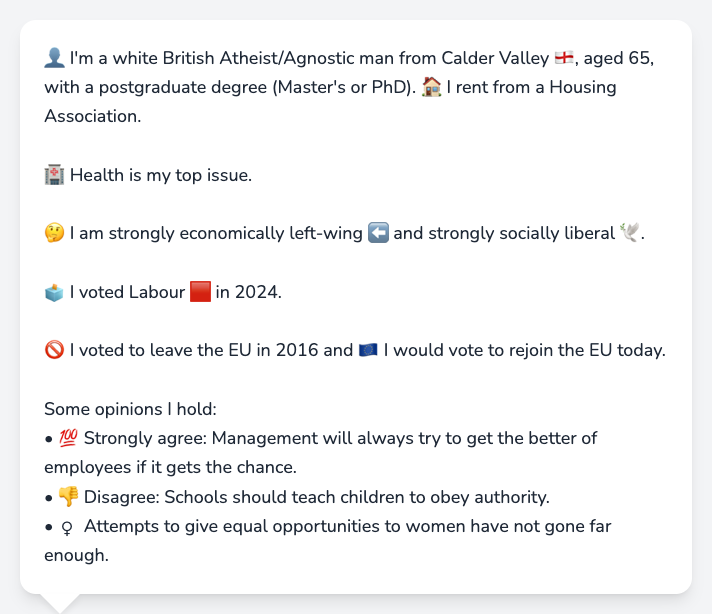 👤 I'm a white British Atheist/Agnostic man from Calder Valley 🏴󠁧󠁢󠁥󠁮󠁧󠁿, aged 65,
with a postgraduate degree (Master's or PhD). 🏠 I rent from a Housing
Association.
🏥 Health is my top issue.
🤔 I am strongly economically left-wing ⬅️ and strongly socially liberal 🕊️.
🗳️ I voted Labour 🟥 in 2024.
🚫 I voted to leave the EU in 2016 and 🇪🇺 I would vote to rejoin the EU today.
Some opinions I hold:
• 💯 Strongly agree: Management will always try to get the better of
employees if it gets the chance.
• 👎 Disagree: Schools should teach children to obey authority.
• ♀ Attempts to give equal opportunities to women have not gone far
enough.